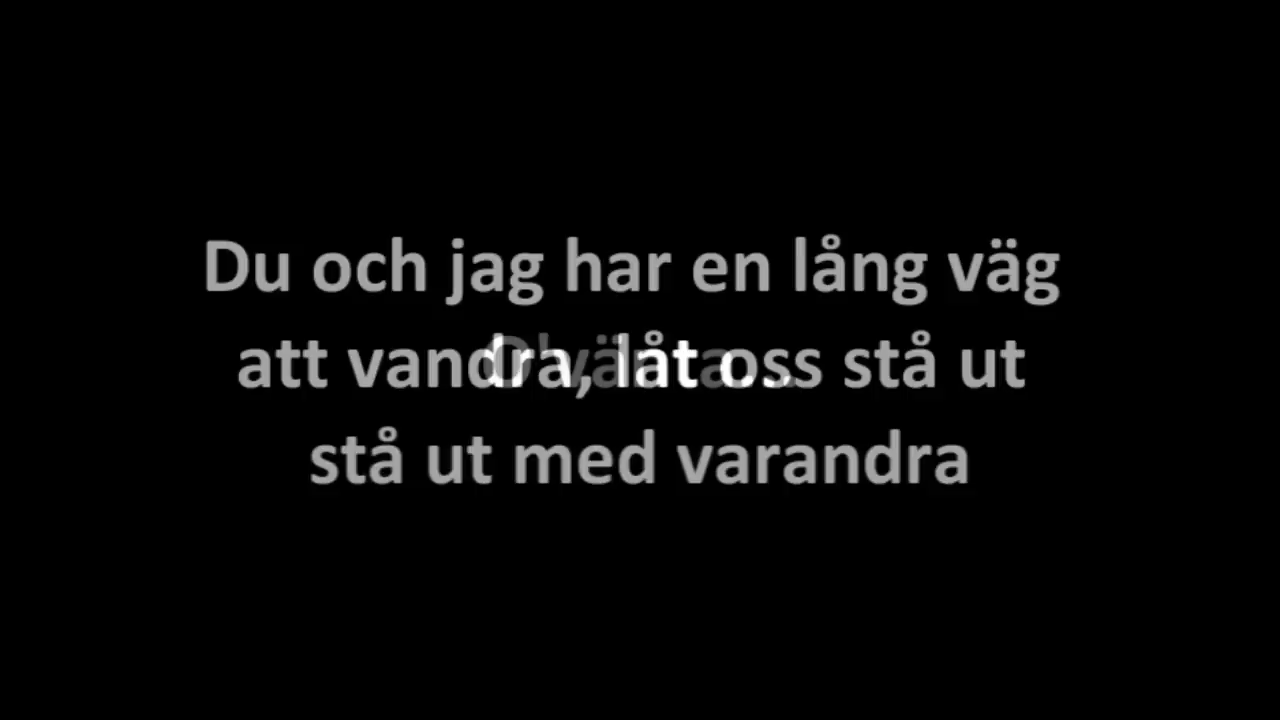 Du och jag har en lång väg
att vandra, låt oss stå ut
stå ut med varandra